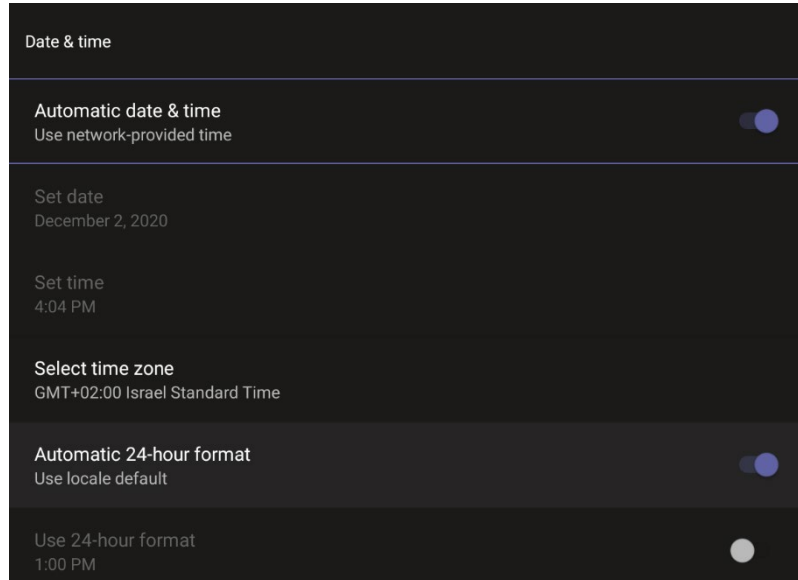 Date & time
Automatic date & time
Use network-provided time
Set date
December 2, 2020
Set time
4:04 PM
Select time zone
GMT+02:00 Israel Standard Time
Automatic 24-hour format
Use locale default
Use 24-hour format
1:00 PM